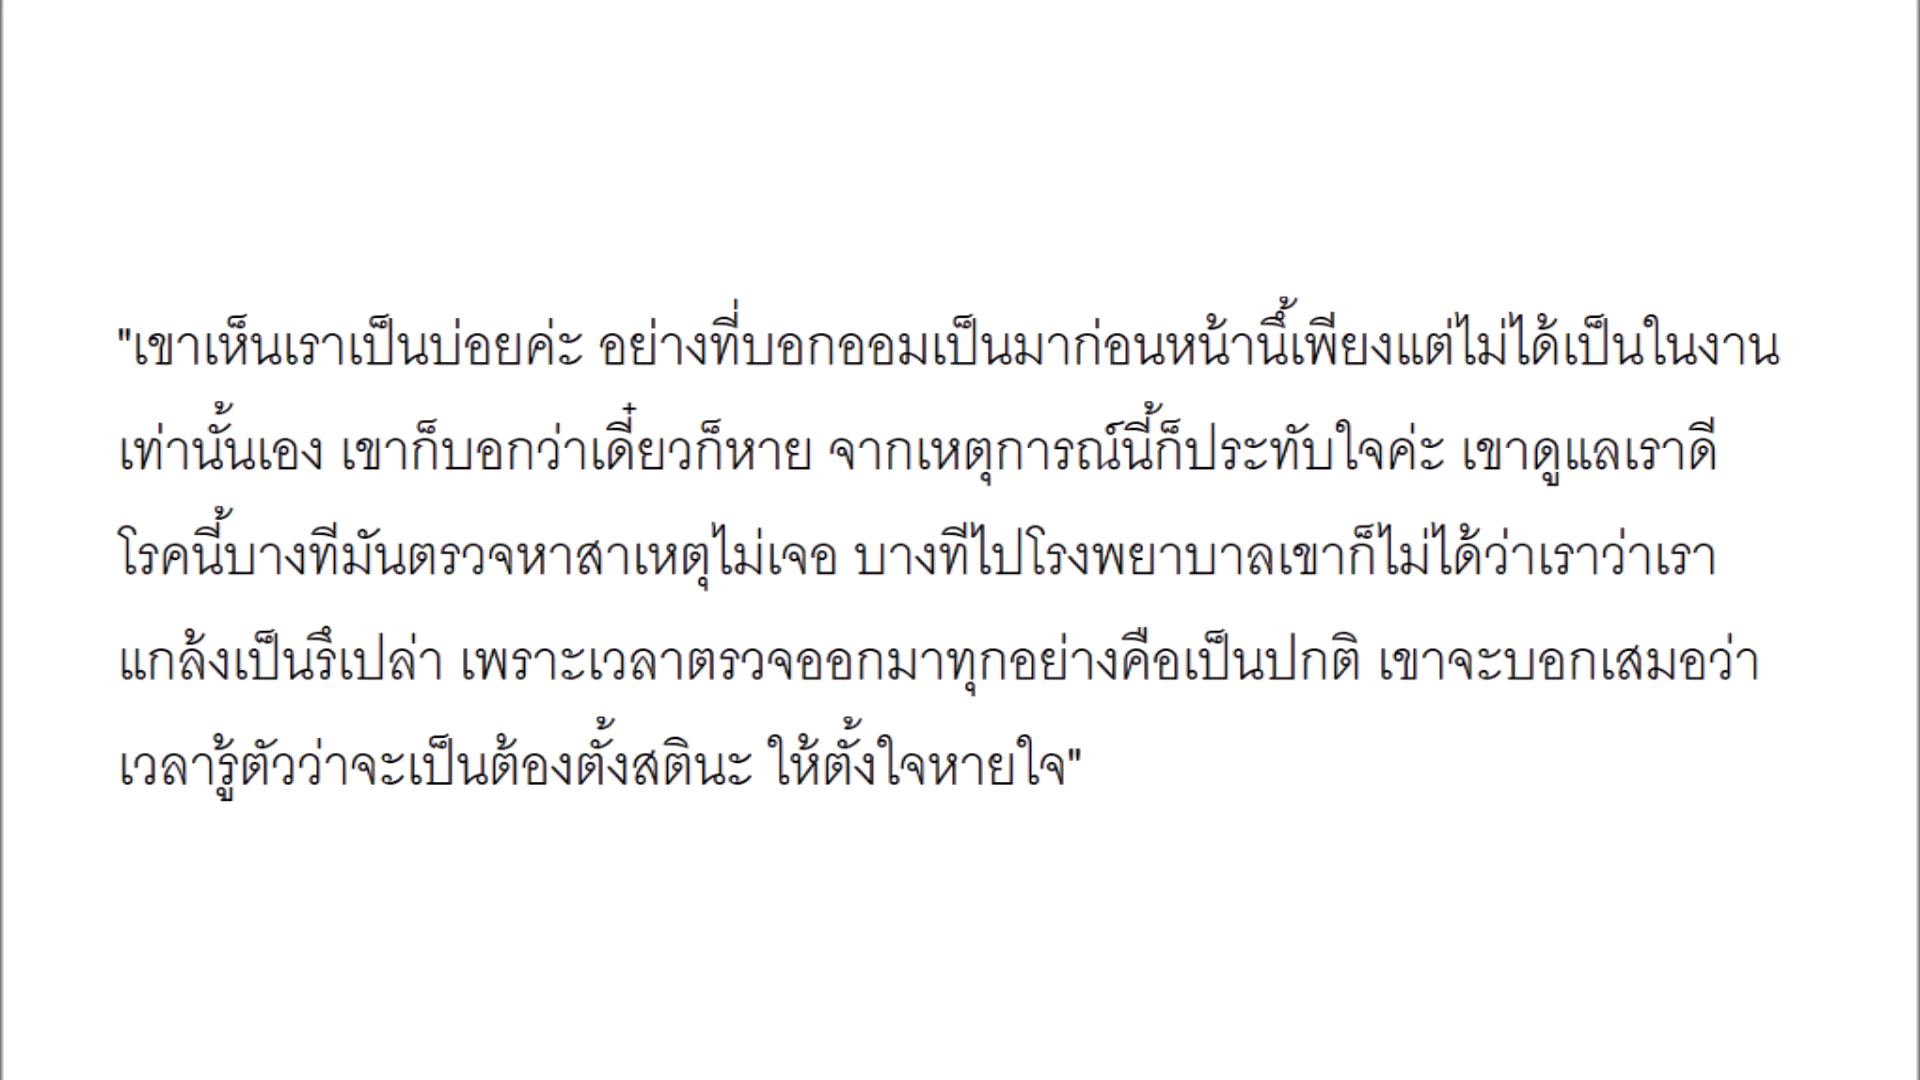 "เขาเห็นเราเป็นบ่อยค่ะ อย่างที่บอกออมเป็นมาก่อนหน้านี้เพียงแต่ไม่ได้เป็นในงาน
เท่านั้นเอง เขาก็บอกว่าเดี๋ยวก็หาย จากเหตุการณ์นี้ก็ประทับใจค่ะ เขาดูแลเราดี
โรคนี้บางทีมันตรวจหาสาเหตุไม่เจอ บางทีไปโรงพยาบาลเขาก็ไม่ได้ว่าเราว่าเรา
แกล้งเป็นรึเปล่า เพราะเวลาตรวจออกมาทุกอย่างคือเป็นปกติ เขาจะบอกเสมอว่า
เวลารู้ตัวว่าจะเป็นต้องตั้งสตินะ ให้ตั้งใจหายใจ"